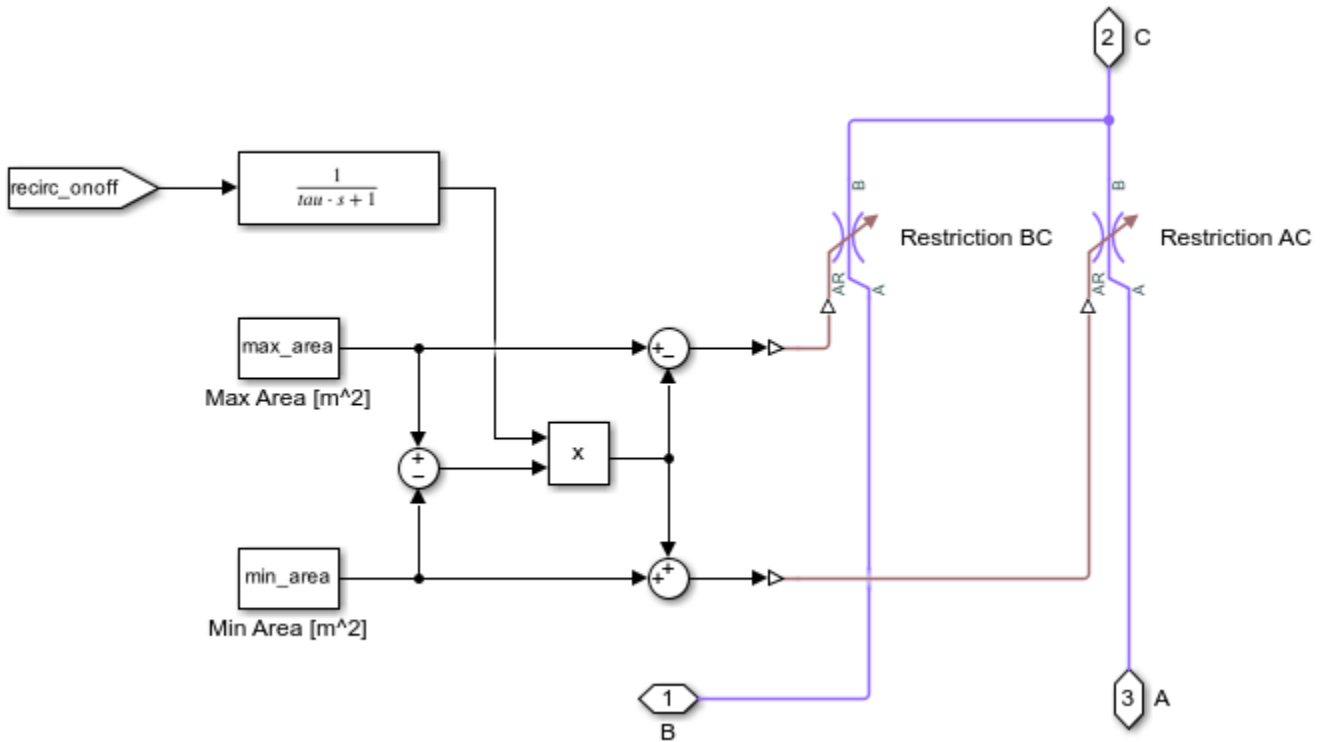 2 C
recirc_onoff
1
tau · s + 1
B
B
Restriction BC
Restriction AC
AR
A
AR
A
max_area
+
−
Max Area [m^2]
+
−
x
min_area
+
+
Min Area [m^2]
1
B
3 A